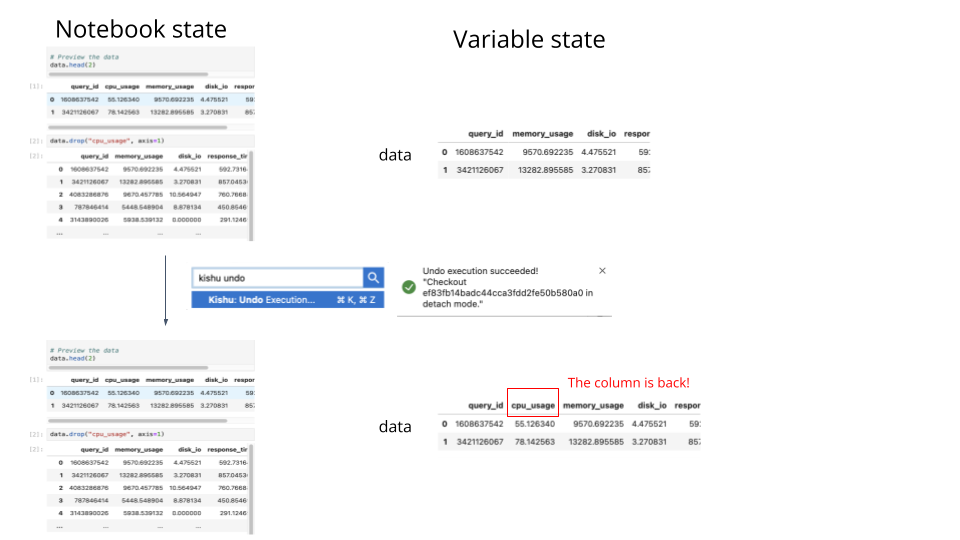 Notebook state
Variable state
# Preview the data
data.head(2)
[1]:
query_id cpu_usage memory_usage disk_io respor
0 1608637542 55.126340 9570.692235 4.475521 59:
1 3421126067 78.142563 13282.895585 3.270831 857
[2]: data.drop("cpu_usage", axis=1)
[2]:
query_id memory_usage disk_io response_tir
0 1608637542 9570.692235 4.475521 592.7316
1 3421126067 13282.895585 3.270831 857.0453
2 4083286876 9670.457785 10.564947 760.7668
3 787846414 5448.548904 8.878134 450.8546
4 3143890026 5938.539132 0.000000 291.1246
... ... ... ...
data
query_id memory_usage disk_io respor
0 1608637542 9570.692235 4.475521 59:
1 3421126067 13282.895585 3.270831 857
kishu undo
Kishu: Undo Execution... ⌘ K, ⌘ Z
Undo execution succeeded!
"Checkout
ef83fb14badc44cca3fdd2fe50b580a0 in
detach mode."
# Preview the data
data.head(2)
[1]:
query_id cpu_usage memory_usage disk_io respor
0 1608637542 55.126340 9570.692235 4.475521 59:
1 3421126067 78.142563 13282.895585 3.270831 857
[2]: data.drop("cpu_usage", axis=1)
[2]:
query_id memory_usage disk_io response_tir
0 1608637542 9570.692235 4.475521 592.7316
1 3421126067 13282.895585 3.270831 857.0453
2 4083286876 9670.457785 10.564947 760.7668
3 787846414 5448.548904 8.878134 450.8546
4 3143890026 5938.539132 0.000000 291.1246
... ... ... ...
The column is back!
data
query_id cpu_usage memory_usage disk_io respor
0 1608637542 55.126340 9570.692235 4.475521 59:
1 3421126067 78.142563 13282.895585 3.270831 857